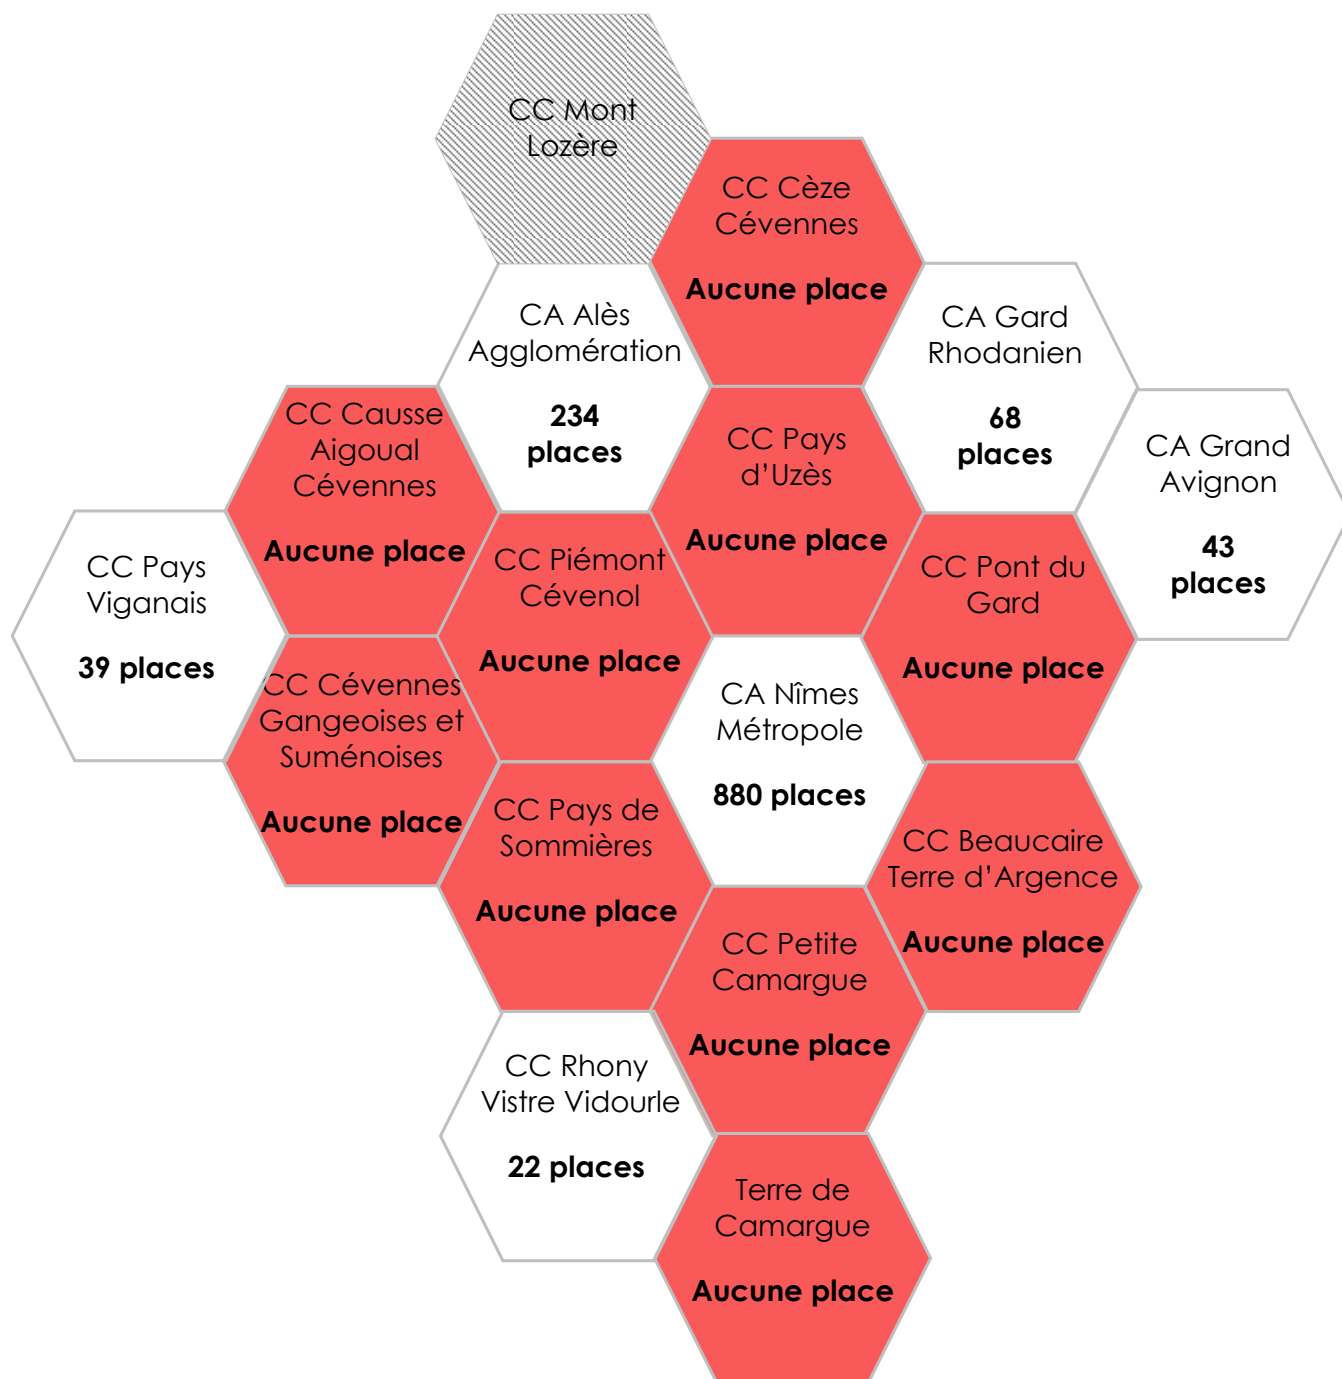 CC Mont
Lozère
CC Cèze
Cévennes
Aucune place
CA Alès
Agglomération
234
places
CA Gard
Rhodanien
68
places
CC Causse
Aigoual
Cévennes
Aucune place
CC Pays
d’Uzès
Aucune place
CA Grand
Avignon
43
places
CC Pays
Viganais
39 places
CC Piémont
Cévenol
Aucune place
CC Pont du
Gard
Aucune place
CC Cévennes
Gangeoises et
Suménoises
Aucune place
CA Nîmes
Métropole
880 places
CC Pays de
Sommières
Aucune place
CC Beaucaire
Terre d’Argence
Aucune place
CC Petite
Camargue
Aucune place
CC Rhony
Vistre Vidourle
22 places
Terre de
Camargue
Aucune place